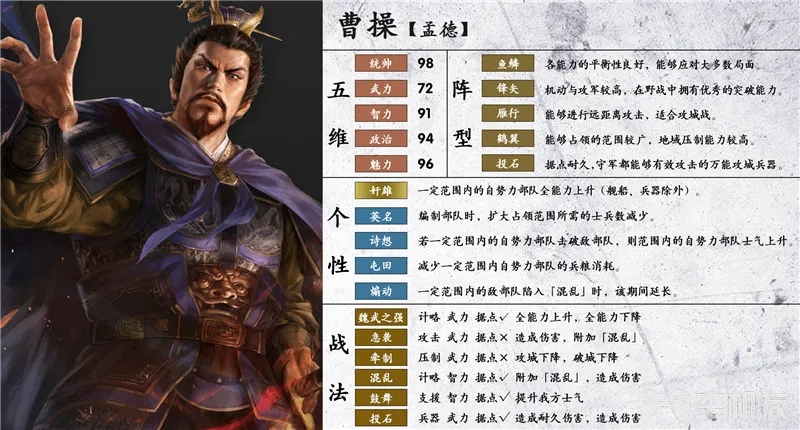 曹操【孟德】
五维
统帅 98
武力 72
智力 91
政治 94
魅力 96
阵型
鱼鳞 各能力的平衡性良好，能够应对大多数局面。
锋矢 机动与攻军较高，在野战中拥有优秀的突破能力。
雁行 能够进行远距离攻击，适合攻城战。
鹤翼 能够占领的范围较广，地域压制能力较高。
投石 据点耐久,守军都能够有效攻击的万能攻城兵器。
个性
奸雄 一定范围内的自势力部队全能力上升（舰船、兵器除外）。
英名 编制部队时，扩大占领范围所需的士兵数减少。
诗想 若一定范围内的自势力部队击破敌部队，则范围内的自势力部队士气上升。
屯田 减少一定范围内自势力部队的兵粮消耗。
煽动 一定范围内的敌部队陷入「混乱」时，该期间延长。
战法
魏武之强 计略 武力 据点✓ 全能力上升，全能力下降
急袭 攻击 武力 据点× 造成伤害，附加「混乱」
牵制 压制 武力 据点× 攻城下降，破城下降
混乱 计略 智力 据点✓ 附加「混乱」，造成伤害
鼓舞 支援 智力 据点✓ 提升我方士气
投石 兵器 武力 据点✓ 造成耐久伤害，造成伤害